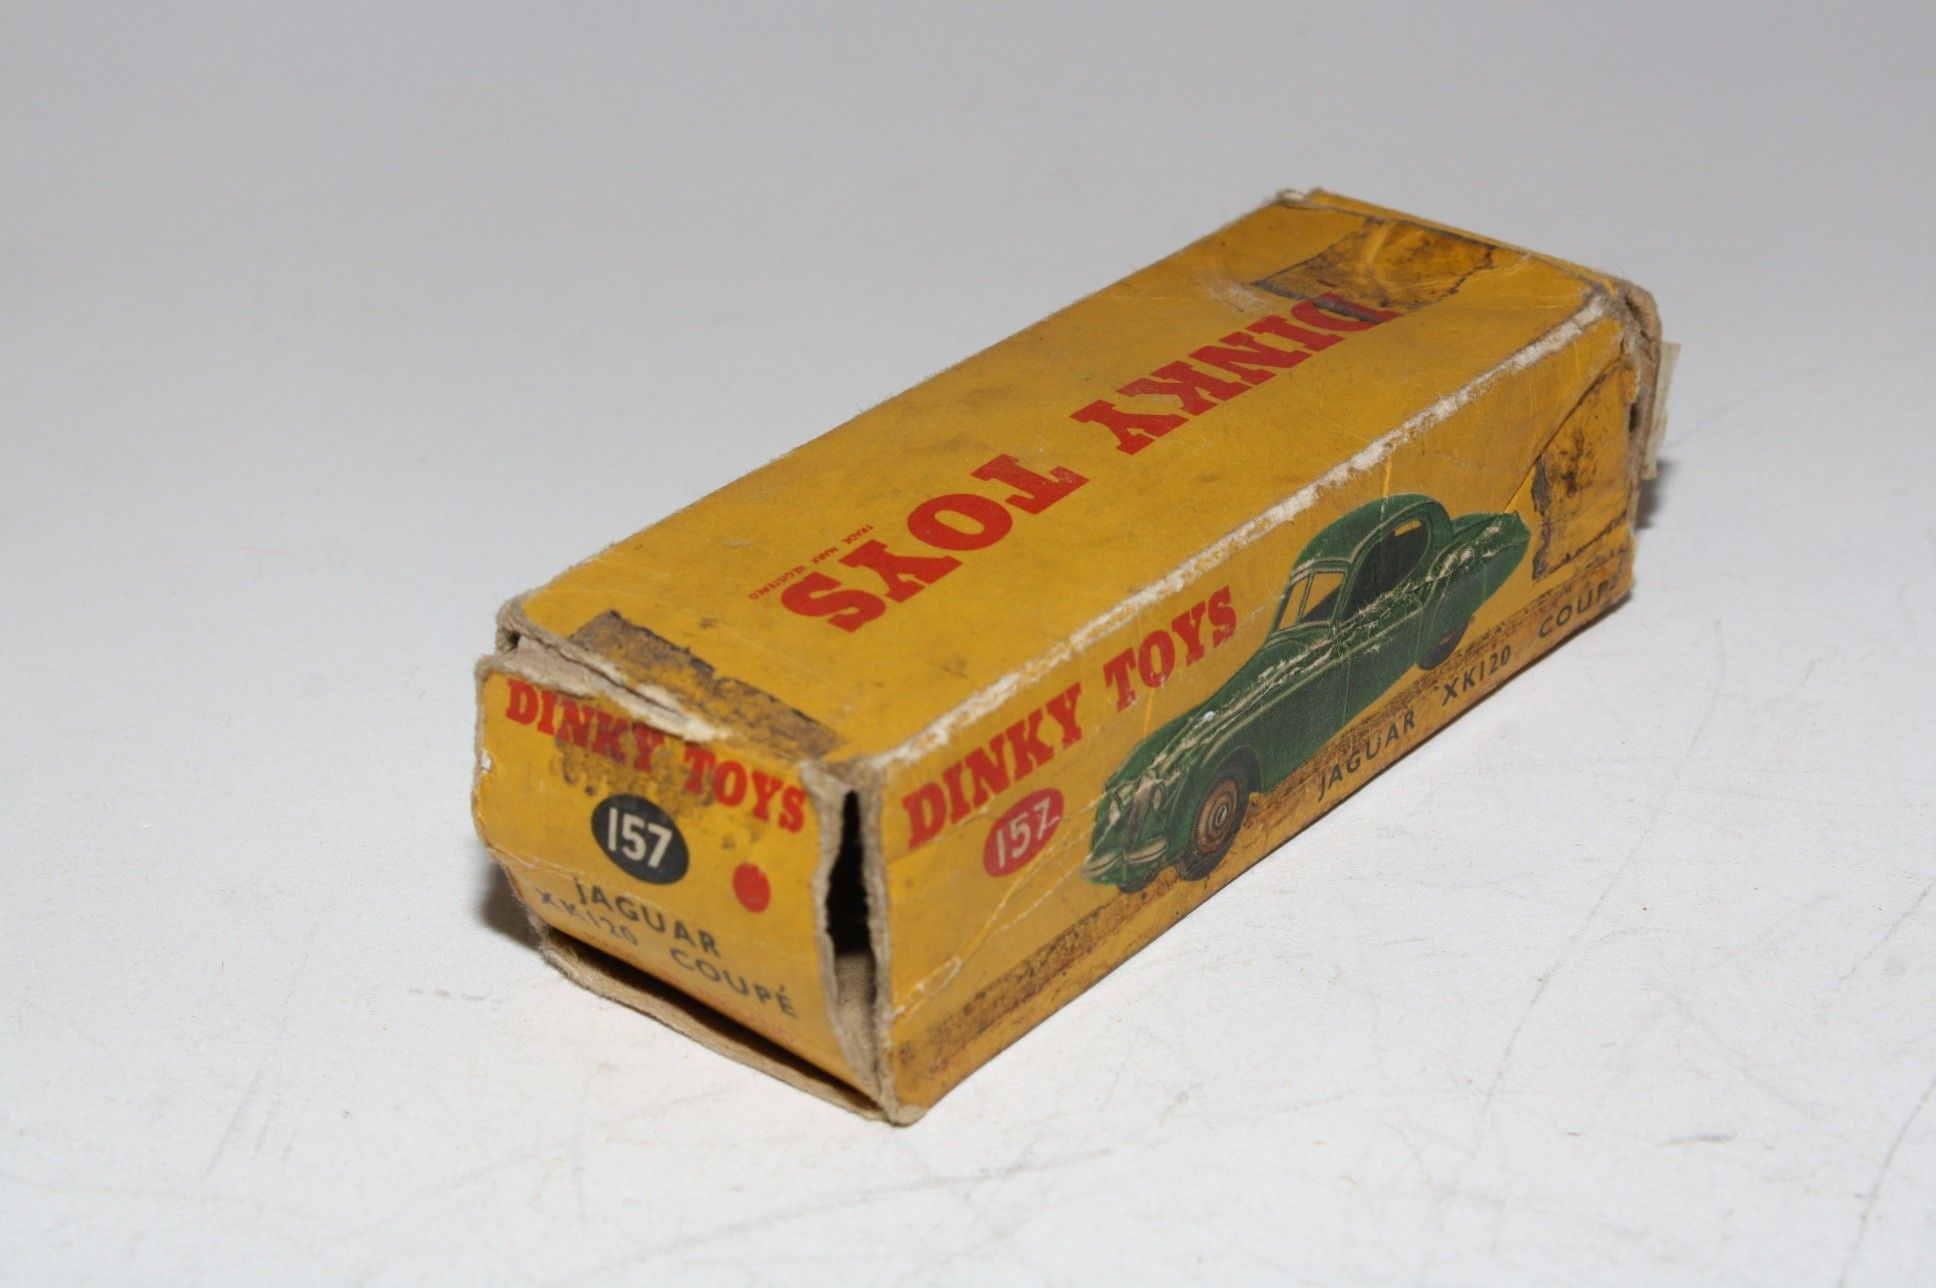 DINKY TOYS
TRADE MARK REGISTERED
DINKY TOYS
157
JAGUAR
XK120 COUPÉ
DINKY TOYS
157
JAGUAR XK120 COUPÉ